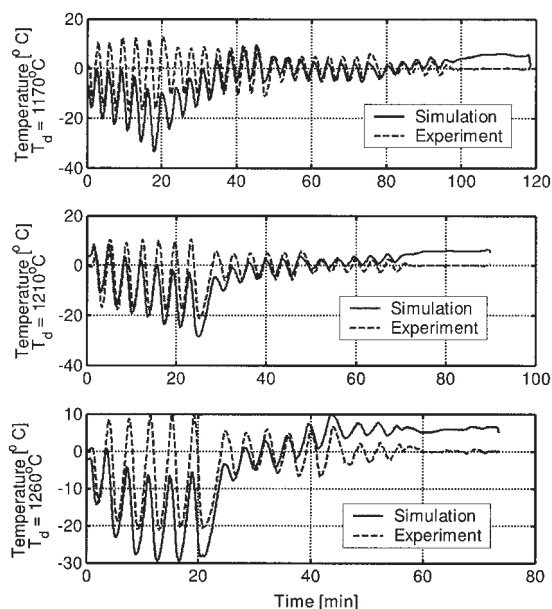 Temperature [° C]
T_d = 1170°C
20
0
-20
-40
Simulation
Experiment
0 20 40 60 80 100 120
Temperature [° C]
T_d = 1210°C
20
0
-20
-40
Simulation
Experiment
0 20 40 60 80 100
Temperature [° C]
T_d = 1260°C
10
0
-10
-20
-30
Simulation
Experiment
0 20 40 60 80
Time [min]